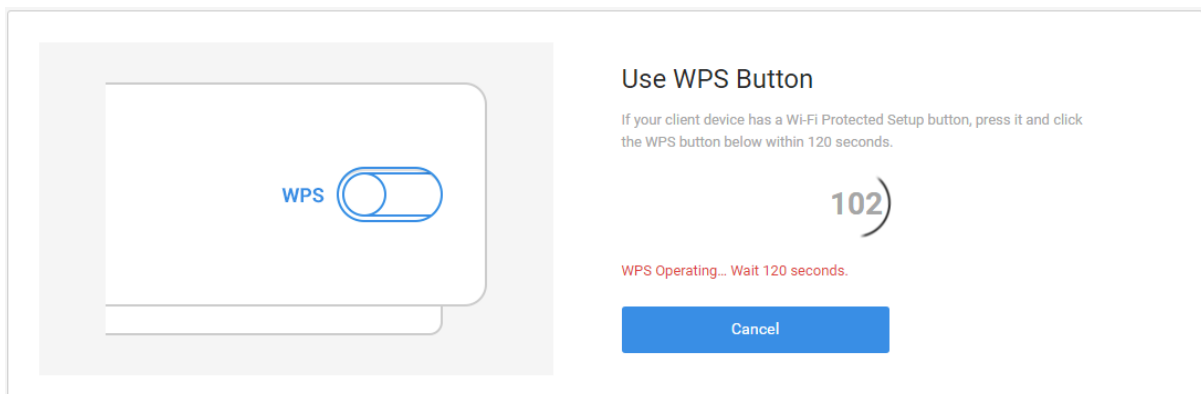 WPS
Use WPS Button
If your client device has a Wi-Fi Protected Setup button, press it and click
the WPS button below within 120 seconds.
102
WPS Operating... Wait 120 seconds.
Cancel